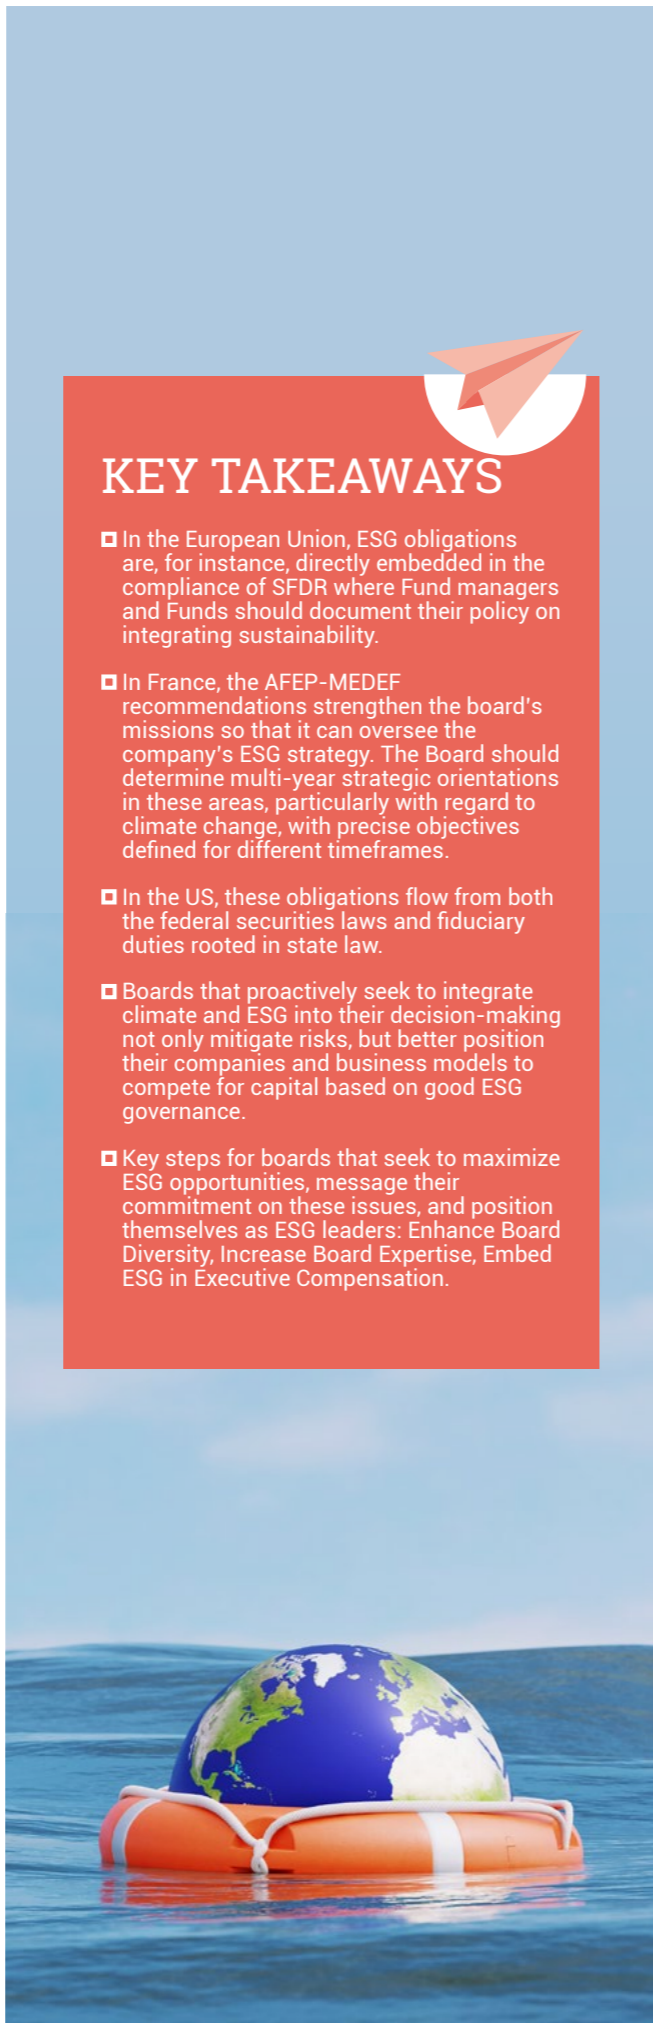 KEY TAKEAWAYS
In the European Union, ESG obligations
are, for instance, directly embedded in the
compliance of SFDR where Fund managers
and Funds should document their policy on
integrating sustainability.
In France, the AFEP-MEDEF
recommendations strengthen the board's
missions so that it can oversee the
company's ESG strategy. The Board should
determine multi-year strategic orientations
in these areas, particularly with regard to
climate change, with precise objectives
defined for different timeframes.
In the US, these obligations flow from both
the federal securities laws and fiduciary
duties rooted in state law.
Boards that proactively seek to integrate
climate and ESG into their decision-making
not only mitigate risks, but better position
their companies and business models to
compete for capital based on good ESG
governance.
Key steps for boards that seek to maximize
ESG opportunities, message their
commitment on these issues, and position
themselves as ESG leaders: Enhance Board
Diversity, Increase Board Expertise, Embed
ESG in Executive Compensation.